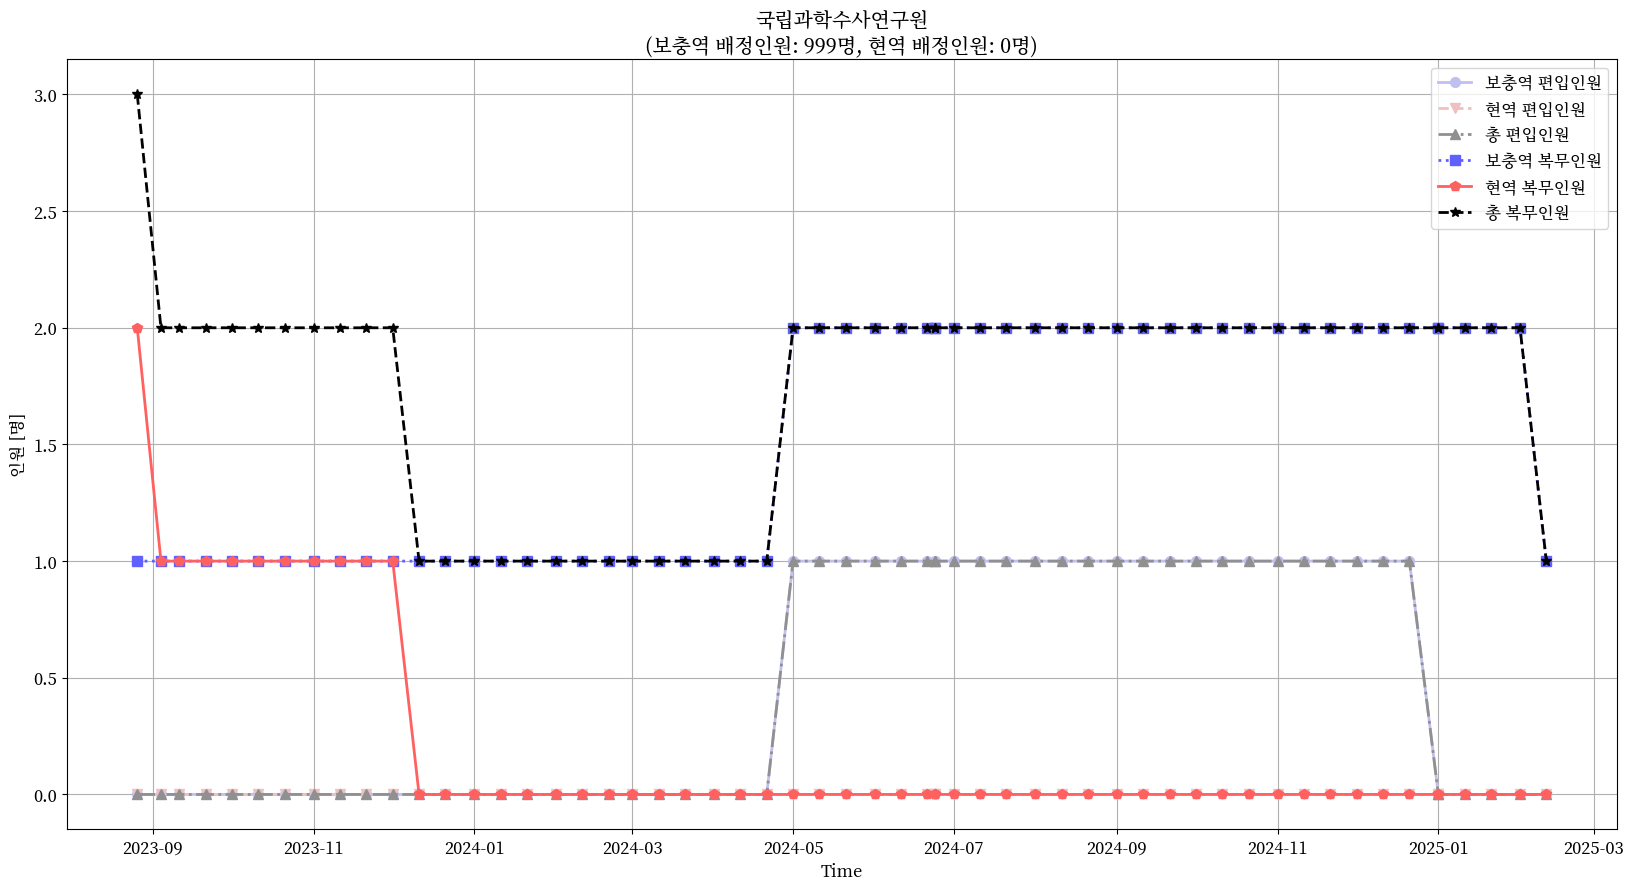 국립과학수사연구원
(보충역 배정인원: 999명, 현역 배정인원: 0명)
보충역 편입인원
현역 편입인원
총 편입인원
보충역 복무인원
현역 복무인원
총 복무인원
인원 [명]
3.0
2.5
2.0
1.5
1.0
0.5
0.0
2023-09
2023-11
2024-01
2024-03
2024-05
2024-07
2024-09
2024-11
2025-01
2025-03
Time